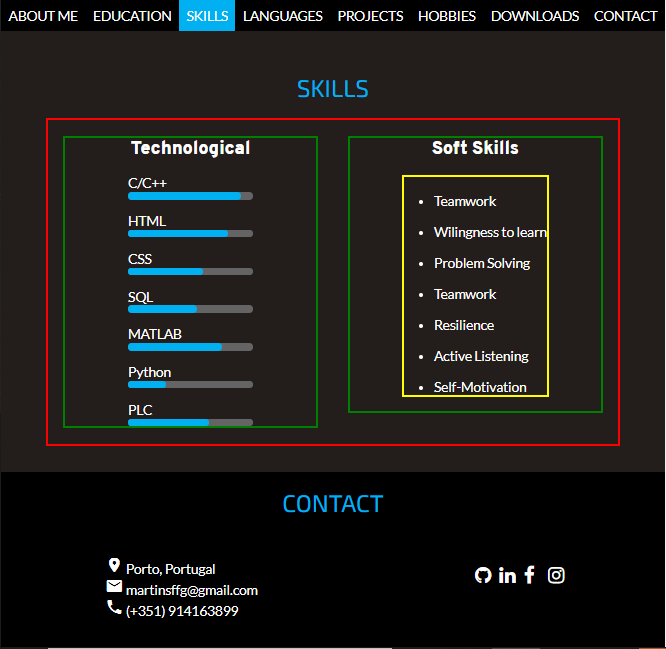 ABOUT ME EDUCATION SKILLS LANGUAGES PROJECTS HOBBIES DOWNLOADS CONTACT
SKILLS
Technological
C/C++
HTML
CSS
SQL
MATLAB
Python
PLC
Soft Skills
Teamwork
Wilingness to learn
Problem Solving
Teamwork
Resilience
Active Listening
Self-Motivation
CONTACT
Porto, Portugal
martinsffg@gmail.com
(+351) 914163899